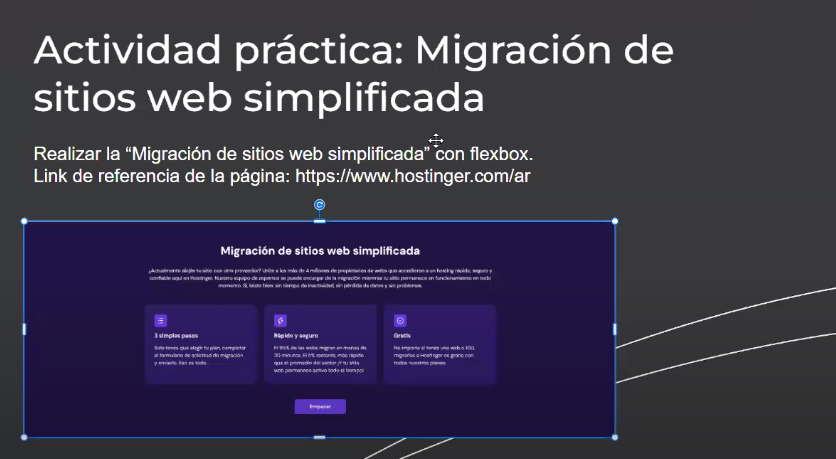 Actividad práctica: Migración de
sitios web simplificada
Realizar la “Migración de sitios web simplificada” con flexbox.
Link de referencia de la página: https://www.hostinger.com/ar
Migración de sitios web simplificada
¿Actualmente alojás tu sitio con otro proveedor? Unite a los más de 4 millones de propietarios de webs que accedieron a un hosting rápido, seguro y
confiable aquí en Hostinger. Nuestro equipo de expertos se puede encargar de la migración mientras tu sitio permanece en funcionamiento en todo
momento. Sí, leíste bien: sin tiempo de inactividad, sin pérdida de datos y sin problemas.
3 simples pasos
Solo tenés que elegir tu plan, completar
el formulario de solicitud de migración
y enviarlo. Eso es todo.
Rápido y seguro
El 95% de las webs migran en menos de
20 minutos. El 5% restante, más rápido
que el promedio del sector. ¡Y tu sitio
web permanece activo todo el tiempo!
Gratis
No importa si tenés una web o 100,
migrarlas a Hostinger es gratis con
todos nuestros planes.
Empezar